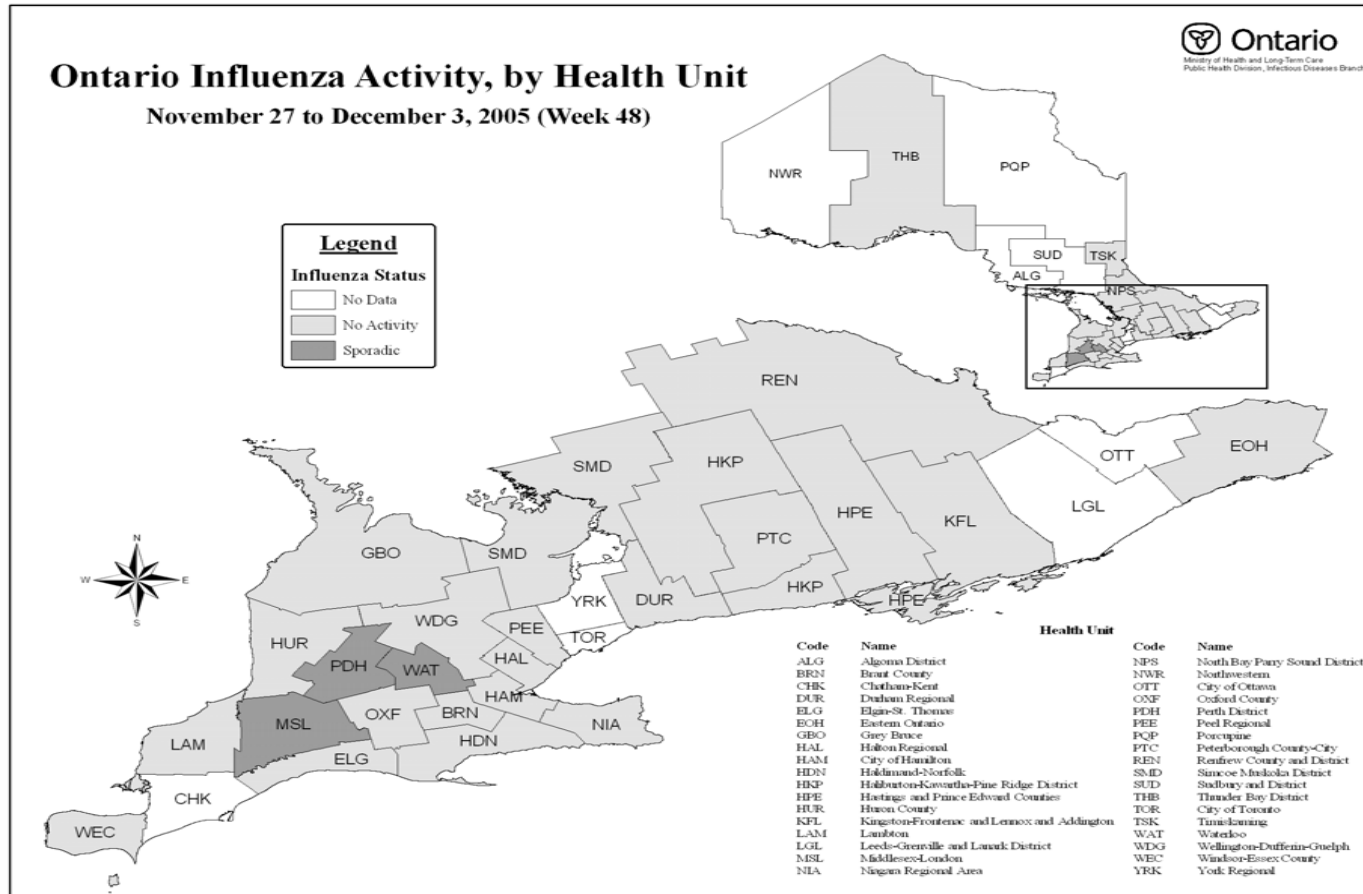 Ontario
Ministry of Health and Long-Term Care
Public Health Division, Infectious Diseases Branch
Ontario Influenza Activity, by Health Unit
November 27 to December 3, 2005 (Week 48)
NWR
THB
PQP
SUD
TSK
ALG
NPS
Legend
Influenza Status
No Data
No Activity
Sporadic
REN
SMD
HKP
OTT
EOH
LGL
HPE
KFL
PTC
GBO
SMD
N
W
E
S
YRK
DUR
HKP
HPE
WDG
PEE
TOR
HUR
HAL
PDH
WAT
HAM
OXF
BRN
MSL
NIA
LAM
HDN
ELG
CHK
WEC
Health Unit
Code Name Code Name
ALG Algoma District NPS North Bay Parry Sound District
BRN Brant County NWR Northwestern
CHK Chatham-Kent OTT City of Ottawa
DUR Durham Regional OXF Oxford County
ELG Elgin-St. Thomas PDH Perth District
EOH Eastern Ontario PEE Peel Regional
GBO Grey Bruce PQP Porcupine
HAL Halton Regional PTC Peterborough County-City
HAM City of Hamilton REN Renfrew County and District
HDN Haldimand-Norfolk SMD Simcoe Muskoka District
HKP Haliburton-Kawartha-Pine Ridge District SUD Sudbury and District
HPE Hastings and Prince Edward Counties THB Thunder Bay District
HUR Huron County TOR City of Toronto
KFL Kingston-Frontenac and Lennox and Addington TSK Timiskaming
LAM Lambton WAT Waterloo
LGL Leeds-Grenville and Lanark District WDG Wellington-Dufferin-Guelph
MSL Middlesex-London WEC Windsor-Essex County
NIA Niagara Regional Area YRK York Regional